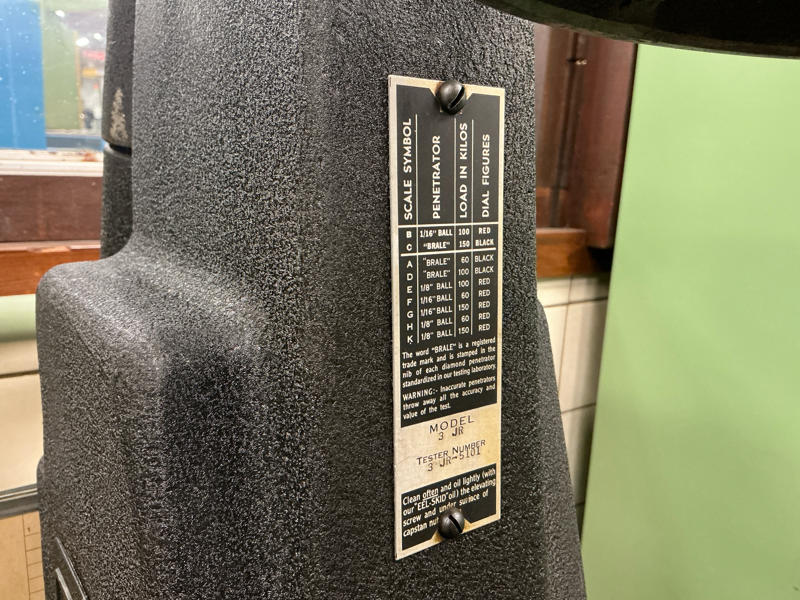 SCALE SYMBOL PENETRATOR LOAD IN KILOS DIAL FIGURES
B 1/16" BALL 100 RED
C "BRALE" 150 BLACK
A "BRALE" 60 BLACK
D "BRALE" 100 BLACK
E 1/8" BALL 100 RED
F 1/16" BALL 60 RED
G 1/16" BALL 150 RED
H 1/8" BALL 60 RED
K 1/8" BALL 150 RED
The word "BRALE" is a registered
trade mark and is stamped in the
nib of each diamond penetrator
standardized in our testing laboratory.
WARNING:- Inaccurate penetrators
throw away all the accuracy and
value of the test.
MODEL
3 JR
TESTER NUMBER
3 JR-5101
Clean often and oil lightly (with
our "EEL-SKID" oil) the elevating
screw and under surface of
capstan